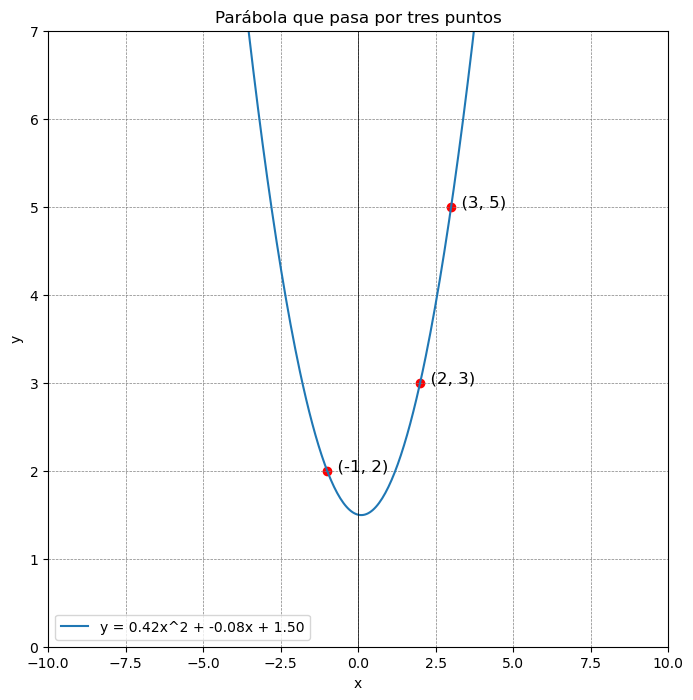 Parábola que pasa por tres puntos
7
6
5
4
3
2
1
0
y
(3, 5)
(2, 3)
(-1, 2)
y = 0.42x^2 + -0.08x + 1.50
−10.0 −7.5 −5.0 −2.5 0.0 2.5 5.0 7.5 10.0
x